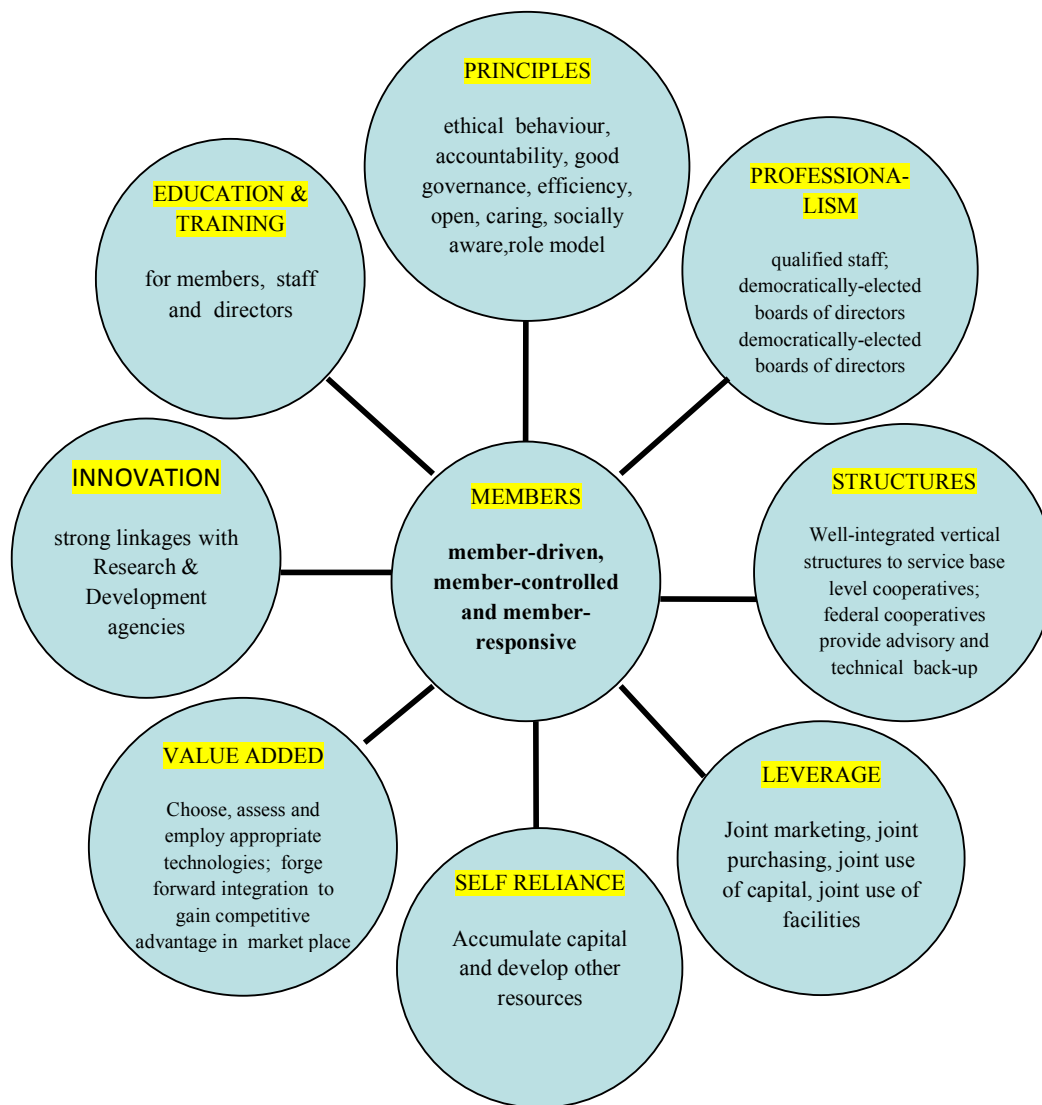 PRINCIPLES
ethical behaviour,
accountability, good
governance, efficiency,
open, caring, socially
aware,role model
PROFESSIONA-
LISM
qualified staff;
democratically-elected
boards of directors
democratically-elected
boards of directors
STRUCTURES
Well-integrated vertical
structures to service base
level cooperatives;
federal cooperatives
provide advisory and
technical back-up
LEVERAGE
Joint marketing, joint
purchasing, joint use
of capital, joint use of
facilities
SELF RELIANCE
Accumulate capital
and develop other
resources
VALUE ADDED
Choose, assess and
employ appropriate
technologies; forge
forward integration to
gain competitive
advantage in market place
INNOVATION
strong linkages with
Research &
Development
agencies
EDUCATION &
TRAINING
for members, staff
and directors
MEMBERS
member-driven,
member-controlled
and member-
responsive